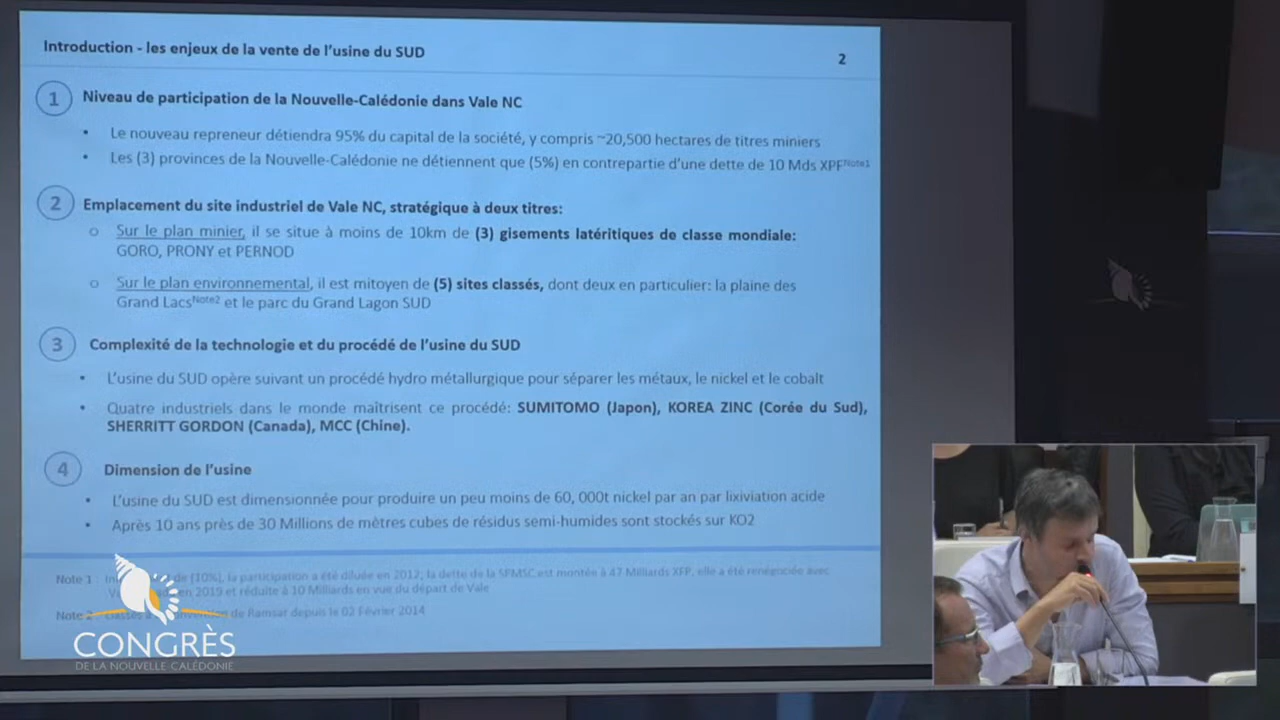 Introduction - les enjeux de la vente de l'usine du SUD
2
1
Niveau de participation de la Nouvelle-Calédonie dans Vale NC
• Le nouveau repreneur détiendra 95% du capital de la société, y compris ~20,500 hectares de titres miniers
• Les (3) provinces de la Nouvelle-Calédonie ne détiennent que (5%) en contrepartie d'une dette de 10 Mds XPF Note1
2
Emplacement du site industriel de Vale NC, stratégique à deux titres:
o Sur le plan minier, il se situe à moins de 10km de (3) gisements latéritiques de classe mondiale:
GORO, PRONY et PERNOD
o Sur le plan environnemental, il est mitoyen de (5) sites classés, dont deux en particulier: la plaine des
Grand Lacs Note2 et le parc du Grand Lagon SUD
3
Complexité de la technologie et du procédé de l'usine du SUD
• L'usine du SUD opère suivant un procédé hydro métallurgique pour séparer les métaux, le nickel et le cobalt
• Quatre industriels dans le monde maîtrisent ce procédé: SUMITOMO (Japon), KOREA ZINC (Corée du Sud),
SHERRITT GORDON (Canada), MCC (Chine).
4
Dimension de l'usine
• L'usine du SUD est dimensionnée pour produire un peu moins de 60, 000t nickel par an par lixiviation acide
• Après 10 ans près de 30 Millions de mètres cubes de résidus semi-humides sont stockés sur KO2
Note 1 de (10%), la participation a été diluée en 2012; la dette de la SPMSC est montée à 47 Milliards XFP, elle a été renégociée avec
en 2019 et réduite à 10 Milliards en vue du départ de Vale
Note 2 de Ramsar depuis le 02 Février 2014
CONGRÈS
DE LA NOUVELLE-CALÉDONIE